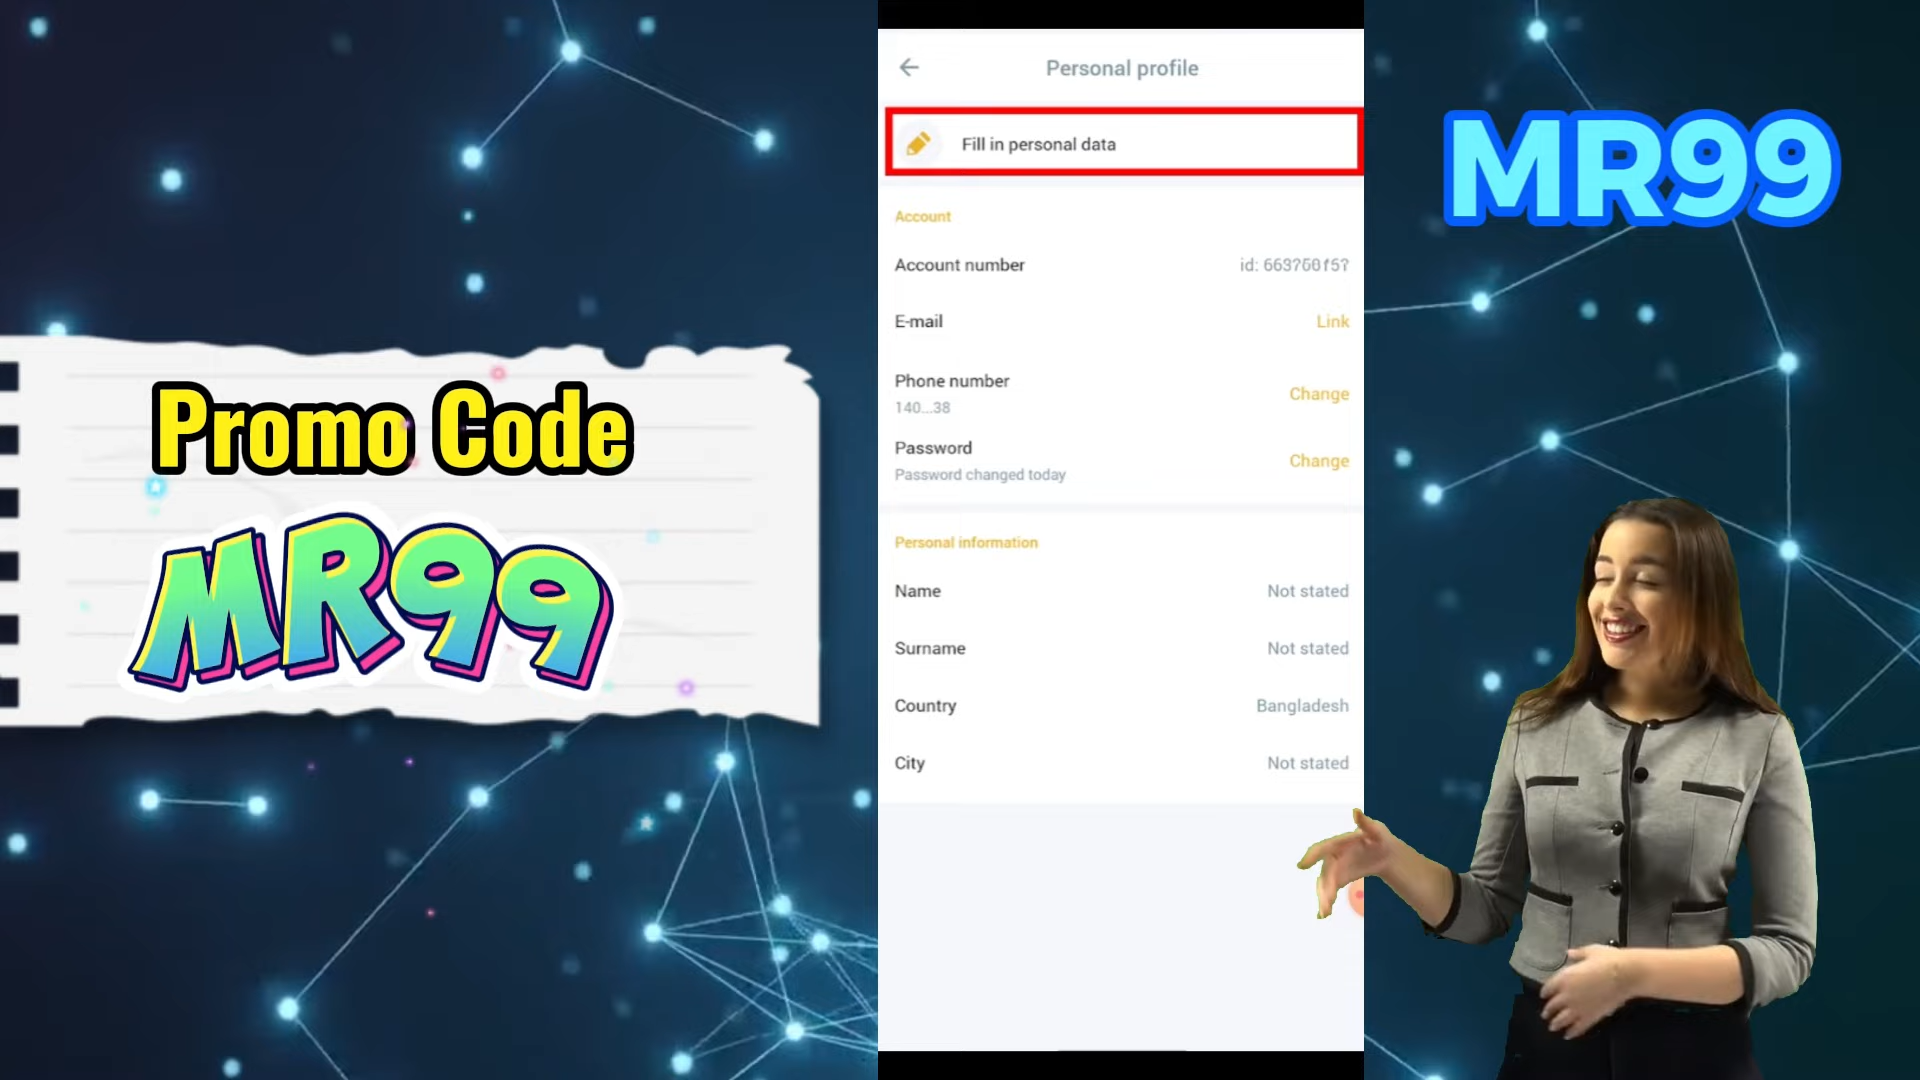 Promo Code
MR99
Personal profile
Fill in personal data
Account
Account number
id:
E-mail
Link
Phone number
140...38
Change
Password
Password changed today
Change
Personal information
Name
Not stated
Surname
Not stated
Country
Bangladesh
City
Not stated
MR99